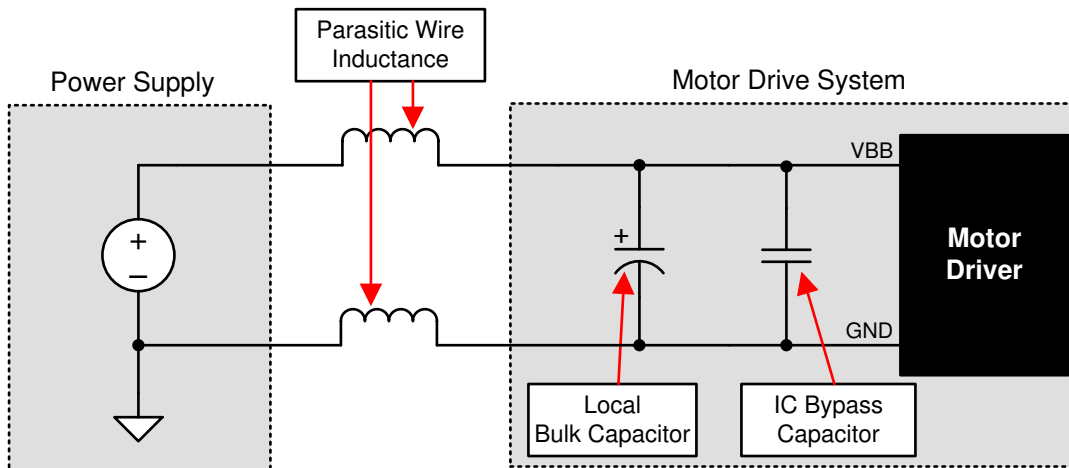 Parasitic Wire
Inductance
Power Supply
Motor Drive System
VBB
+
–
+
Motor
Driver
GND
Local
Bulk Capacitor
IC Bypass
Capacitor